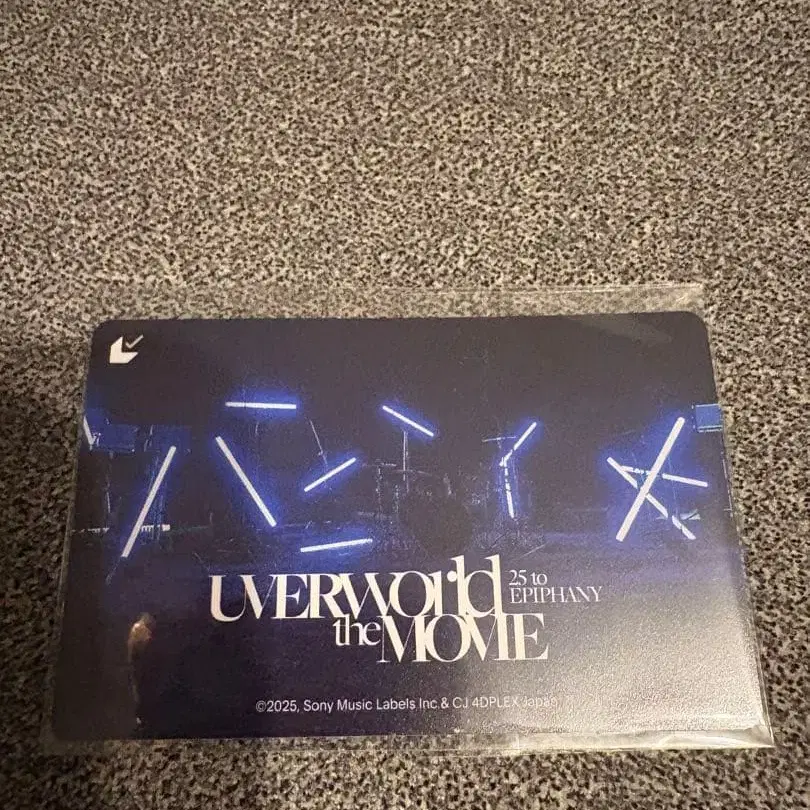 UVERworld
25 to
EPIPHANY
the MOVIE
©2025, Sony Music Labels Inc. & CJ 4DPLEX Japan